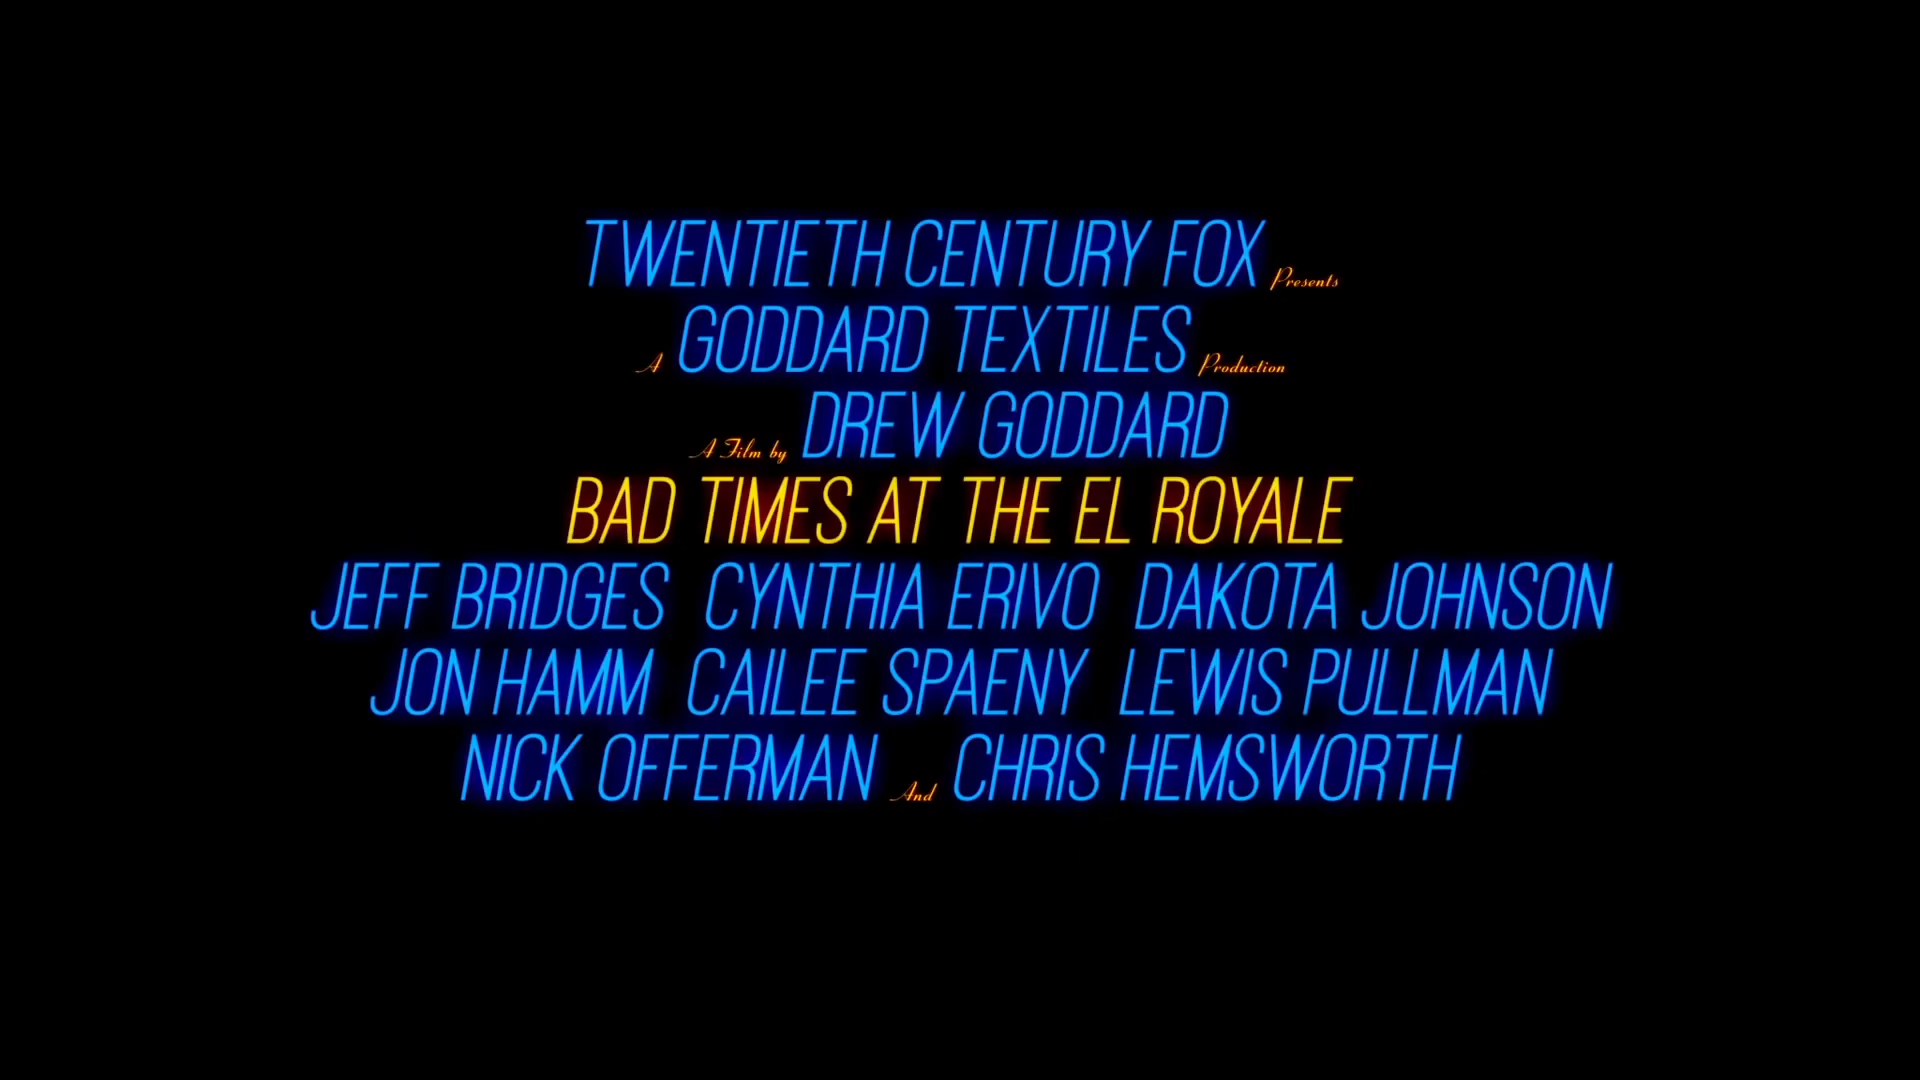 TWENTIETH CENTURY FOX Presents
A GODDARD TEXTILES Production
A Film by DREW GODDARD
BAD TIMES AT THE EL ROYALE
JEFF BRIDGES CYNTHIA ERIVO DAKOTA JOHNSON
JON HAMM CAILEE SPAENY LEWIS PULLMAN
NICK OFFERMAN And CHRIS HEMSWORTH